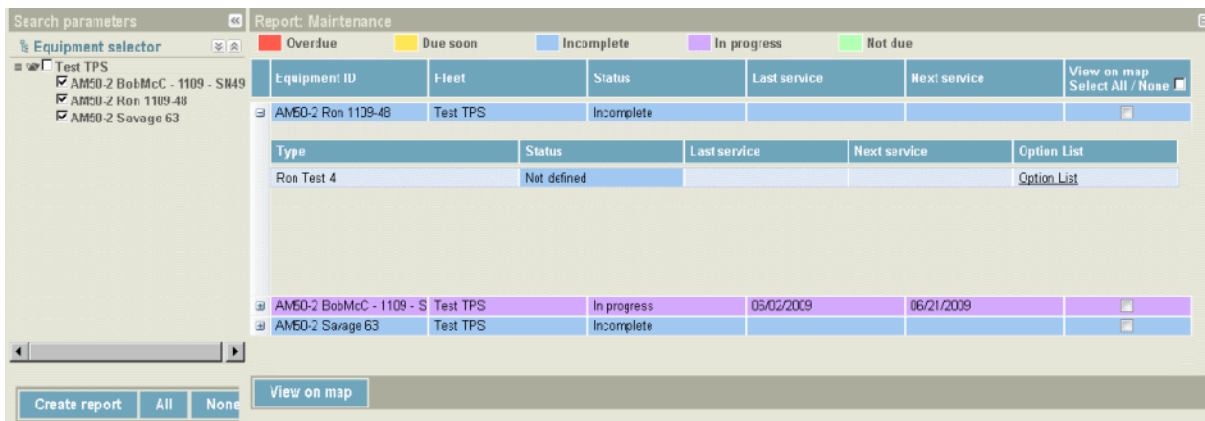 Search parameters
Equipment selector
Test TPS
AM50-2 BobMcC - 1109 - SN49
AM50-2 Ron 1109-48
AM50-2 Savage 63
Create report All None
Report: Maintenance
Overdue Due soon Incomplete In progress Not due
Equipment ID Fleet Status Last service Next service View on map
Select All / None
AM50-2 Ron 1109-48 Test TPS Incomplete
Type Status Last service Next service Option List
Ron Test 4 Not defined Option List
AM50-2 BobMcC - 1109 - S Test TPS In progress 06/02/2009 06/21/2009
AM50-2 Savage 63 Test TPS Incomplete
View on map